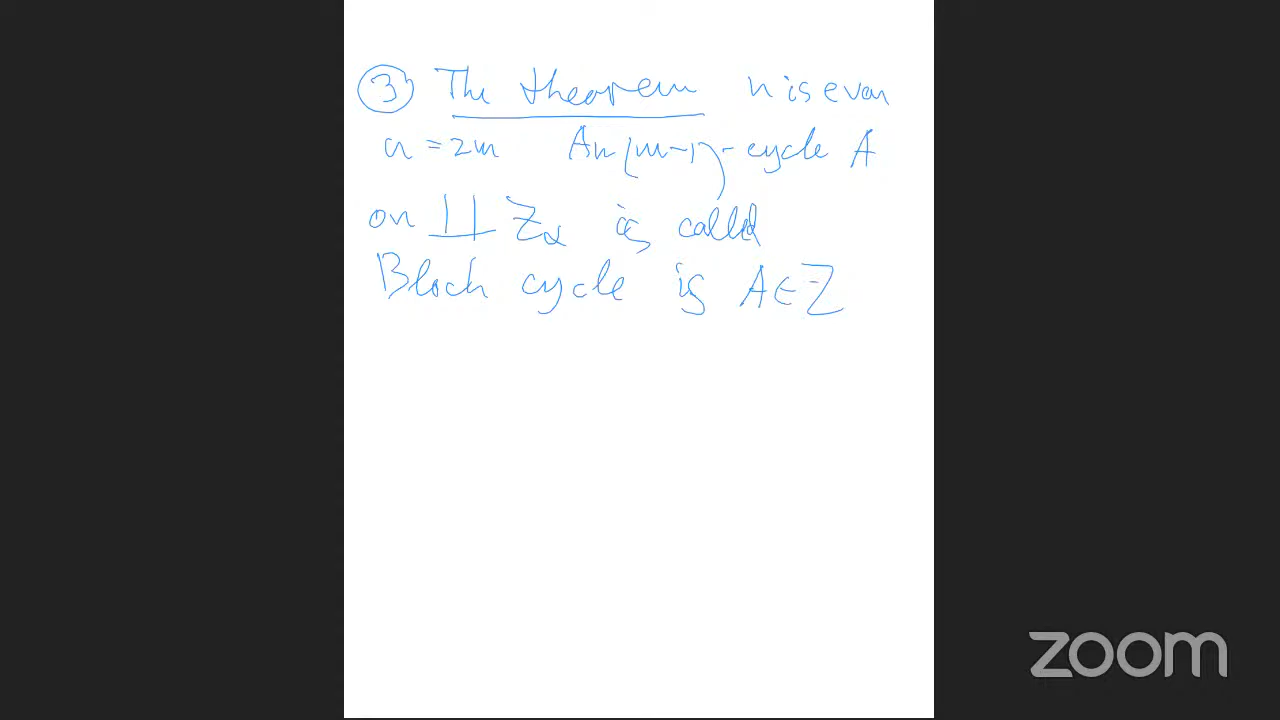 ③ The theorem n is even
n = 2m An (m-1)-cycle A
on ∐ Z_α is called
Bloch cycle is A ∈ Z
zoom